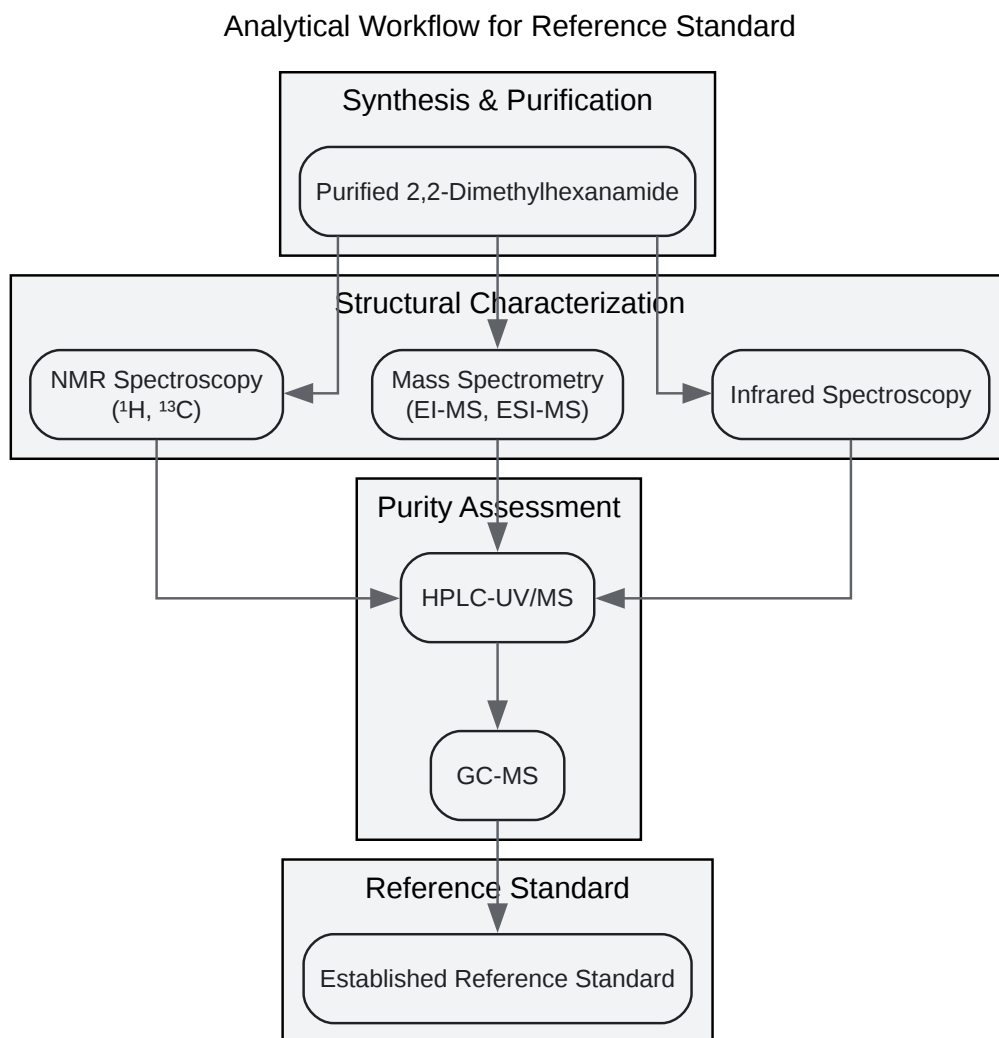 Analytical Workflow for Reference Standard
Synthesis & Purification
Purified 2,2-Dimethylhexanamide
Structural Characterization
NMR Spectroscopy
(¹H, ¹³C)
Mass Spectrometry
(EI-MS, ESI-MS)
Infrared Spectroscopy
Purity Assessment
HPLC-UV/MS
GC-MS
Reference Standard
Established Reference Standard